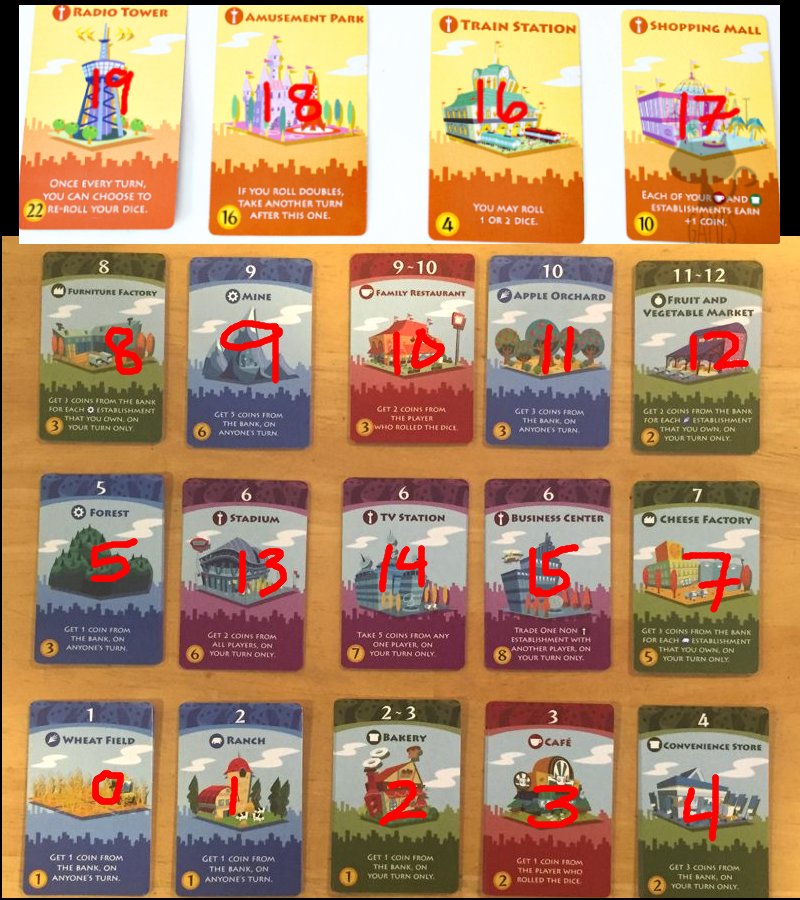 RADIO TOWER
19
ONCE EVERY TURN,
YOU CAN CHOOSE TO
RE-ROLL YOUR DICE.
22
AMUSEMENT PARK
18
IF YOU ROLL DOUBLES,
TAKE ANOTHER TURN
AFTER THIS ONE.
16
TRAIN STATION
16
YOU MAY ROLL
1 OR 2 DICE.
4
SHOPPING MALL
17
EACH OF YOUR AND
ESTABLISHMENTS EARN
+1 COIN.
10
8
FURNITURE FACTORY
8
GET 3 COINS FROM THE BANK
FOR EACH ESTABLISHMENT
THAT YOU OWN, ON
YOUR TURN ONLY.
3
9
MINE
9
GET 5 COINS FROM
THE BANK, ON
ANYONE'S TURN.
6
9~10
FAMILY RESTAURANT
10
GET 2 COINS FROM
THE PLAYER
WHO ROLLED THE DICE.
3
10
APPLE ORCHARD
11
GET 3 COINS FROM
THE BANK, ON
ANYONE'S TURN.
3
11~12
FRUIT AND
VEGETABLE MARKET
12
GET 2 COINS FROM THE BANK
FOR EACH ESTABLISHMENT
THAT YOU OWN, ON
YOUR TURN ONLY.
2
5
FOREST
5
GET 1 COIN FROM
THE BANK, ON
ANYONE'S TURN.
3
6
STADIUM
13
GET 2 COINS FROM
ALL PLAYERS, ON
YOUR TURN ONLY.
6
6
TV STATION
14
TAKE 5 COINS FROM ANY
ONE PLAYER, ON
YOUR TURN ONLY.
7
6
BUSINESS CENTER
15
TRADE ONE NON
ESTABLISHMENT WITH
ANOTHER PLAYER, ON
YOUR TURN ONLY.
8
7
CHEESE FACTORY
7
GET 3 COINS FROM THE BANK
FOR EACH ESTABLISHMENT
THAT YOU OWN, ON
YOUR TURN ONLY.
5
1
WHEAT FIELD
0
GET 1 COIN FROM
THE BANK, ON
ANYONE'S TURN.
1
2
RANCH
1
GET 1 COIN FROM
THE BANK, ON
ANYONE'S TURN.
1
2~3
BAKERY
2
GET 1 COIN FROM
THE BANK, ON
YOUR TURN ONLY.
1
3
CAFÉ
3
GET 1 COIN FROM
THE PLAYER WHO
ROLLED THE DICE.
2
4
CONVENIENCE STORE
4
GET 3 COINS FROM
THE BANK, ON
YOUR TURN ONLY.
2